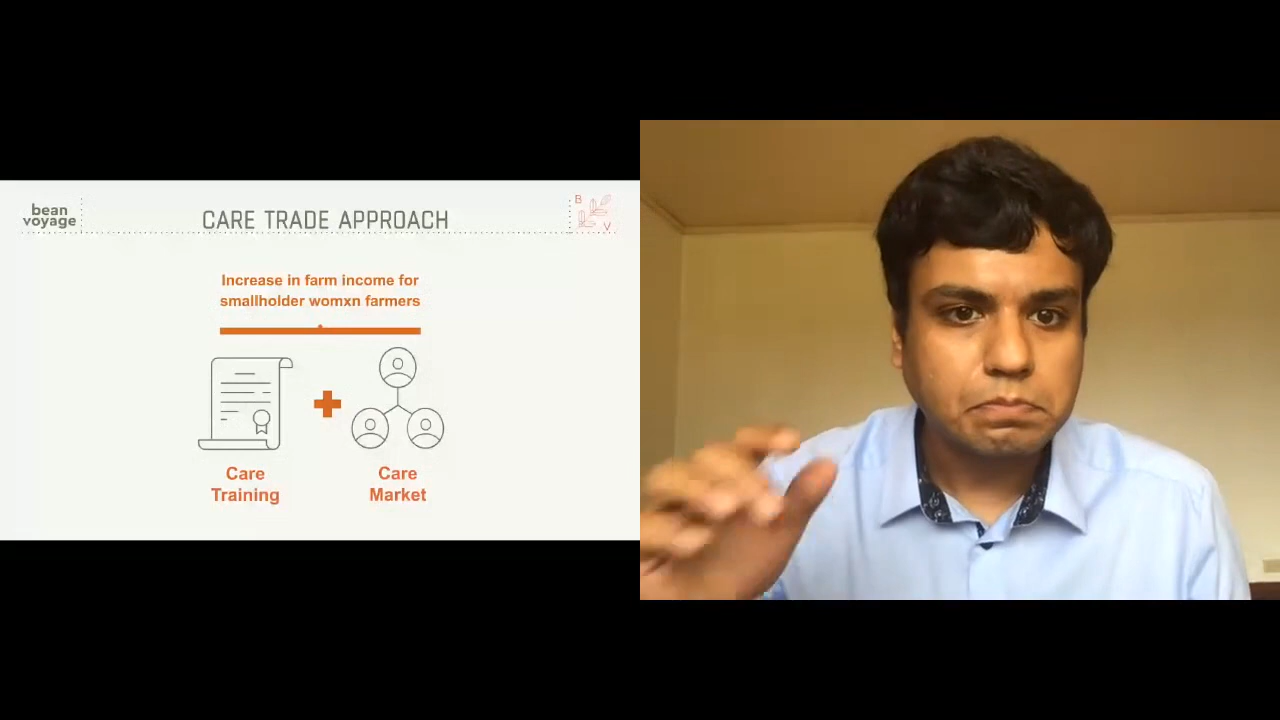 bean
voyage
CARE TRADE APPROACH
B
V
Increase in farm income for
smallholder womxn farmers
Care
Training
Care
Market